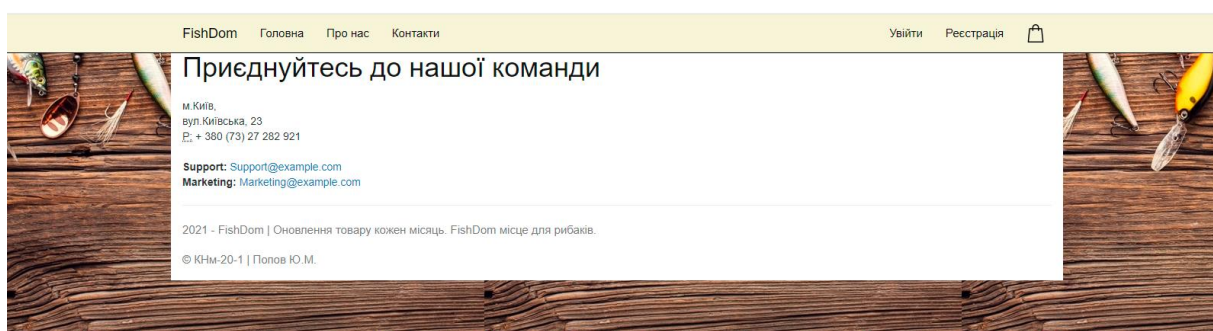 FishDom Головна Про нас Контакти Увійти Реєстрація
Приєднуйтесь до нашої команди
м.Київ,
вул.Київська, 23
P: + 380 (73) 27 282 921
Support: Support@example.com
Marketing: Marketing@example.com
2021 - FishDom | Оновлення товару кожен місяць. FishDom місце для рибаків.
© КНм-20-1 | Попов Ю.М.